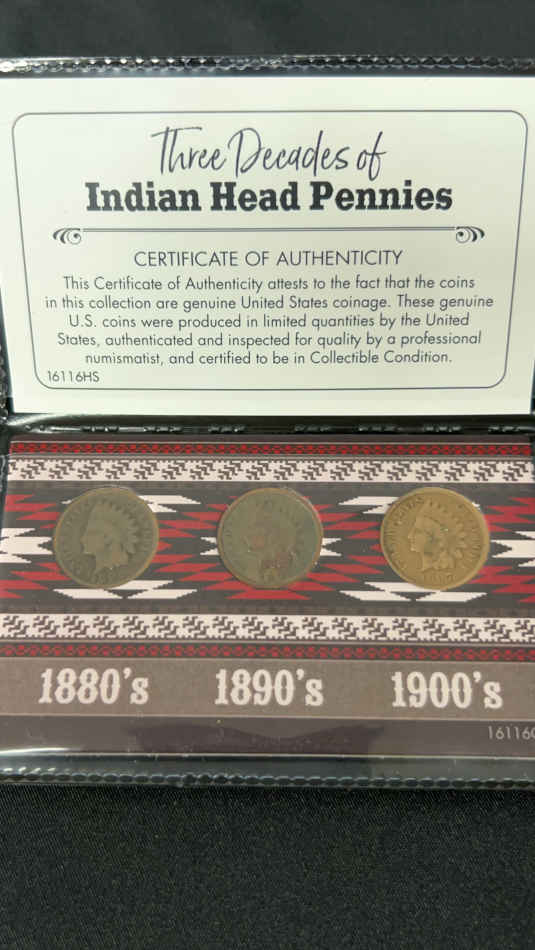 Three Decades of
Indian Head Pennies
CERTIFICATE OF AUTHENTICITY
This Certificate of Authenticity attests to the fact that the coins
in this collection are genuine United States coinage. These genuine
U.S. coins were produced in limited quantities by the United
States, authenticated and inspected for quality by a professional
numismatist, and certified to be in Collectible Condition.
16116HS
1880's 1890's 1900's